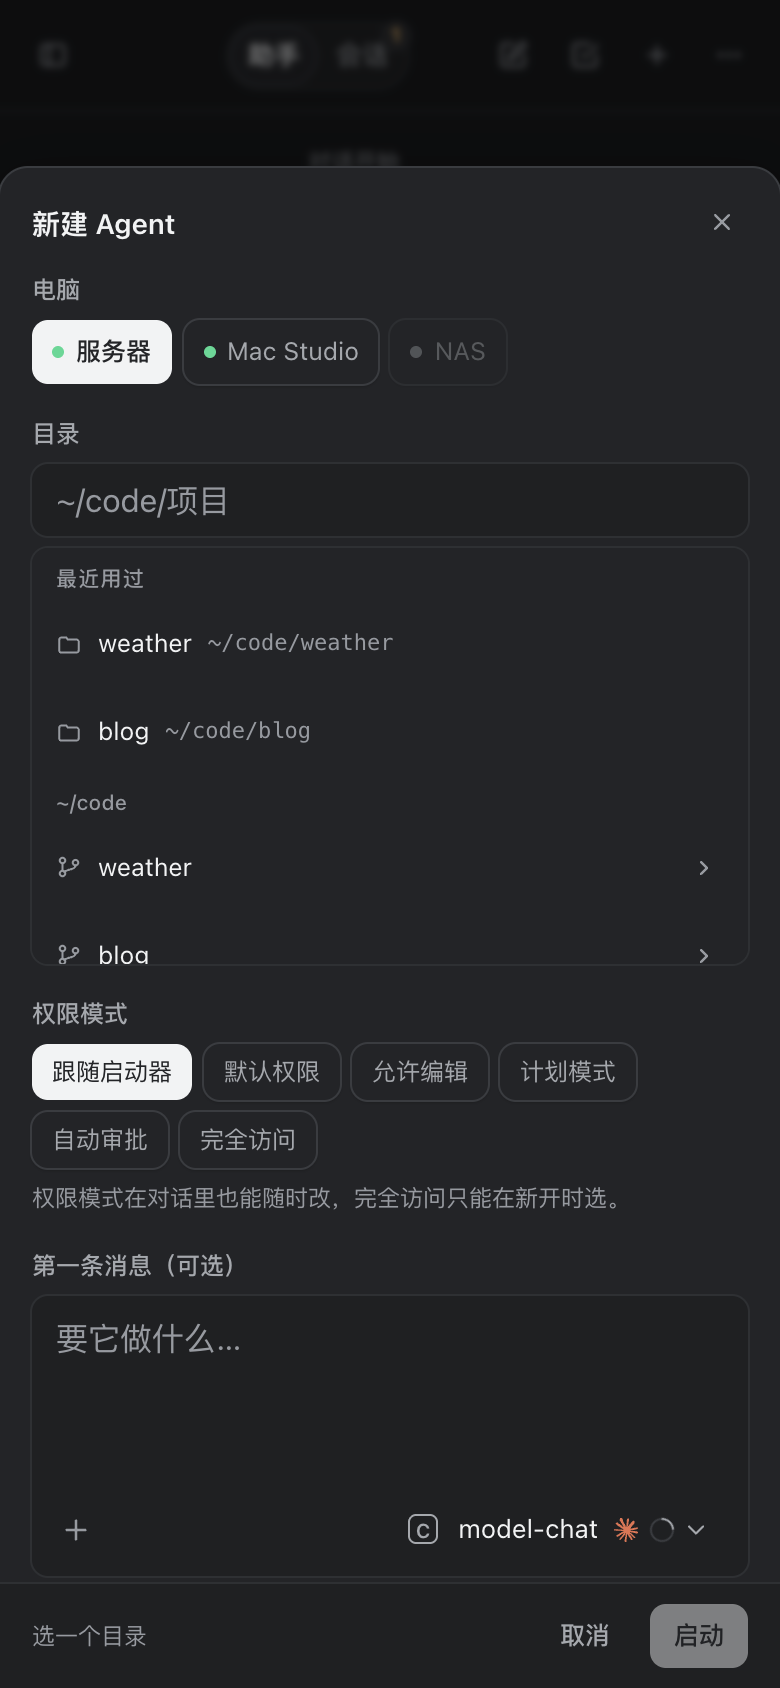 助手 会话
新建 Agent
电脑
服务器 Mac Studio NAS
目录
~/code/项目
最近用过
weather ~/code/weather
blog ~/code/blog
~/code
weather
blog
权限模式
跟随启动器 默认权限 允许编辑 计划模式
自动审批 完全访问
权限模式在对话里也能随时改，完全访问只能在新开时选。
第一条消息（可选）
要它做什么...
C model-chat
选一个目录 取消 启动